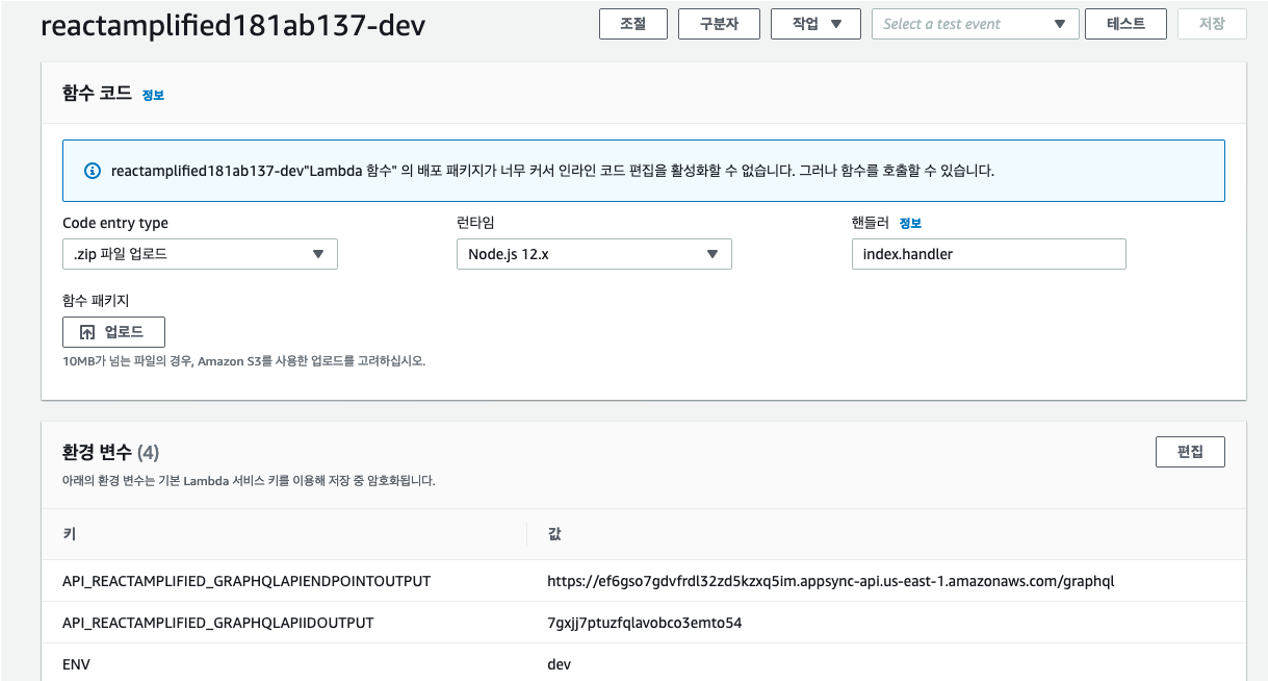 reactamplified181ab137-dev 조절 구분자 작업 Select a test event 테스트 저장
함수 코드 정보
reactamplified181ab137-dev"Lambda 함수" 의 배포 패키지가 너무 커서 인라인 코드 편집을 활성화할 수 없습니다. 그러나 함수를 호출할 수 있습니다.
Code entry type 런타임 핸들러 정보
.zip 파일 업로드 Node.js 12.x index.handler
함수 패키지
업로드
10MB가 넘는 파일의 경우, Amazon S3를 사용한 업로드를 고려하십시오.
환경 변수 (4) 편집
아래의 환경 변수는 기본 Lambda 서비스 키를 이용해 저장 중 암호화됩니다.
키 값
API_REACTAMPLIFIED_GRAPHQLAPIENDPOINTOUTPUT https://ef6gso7gdvfrdl32zd5kzxq5im.appsync-api.us-east-1.amazonaws.com/graphql
API_REACTAMPLIFIED_GRAPHQLAPIIDOUTPUT 7gxjj7ptuzfqlavobco3emto54
ENV dev